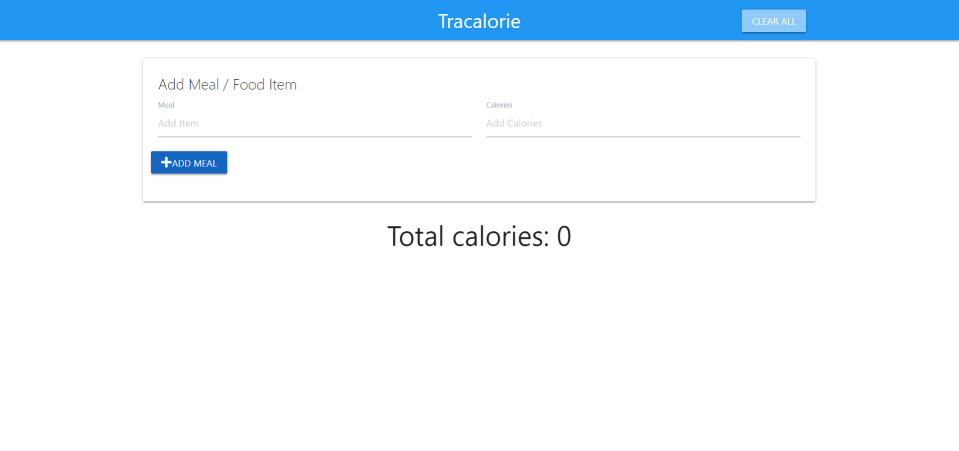 Tracalorie
CLEAR ALL
Add Meal / Food Item
Meal
Calories
Add Item
Add Calories
ADD MEAL
Total calories: 0